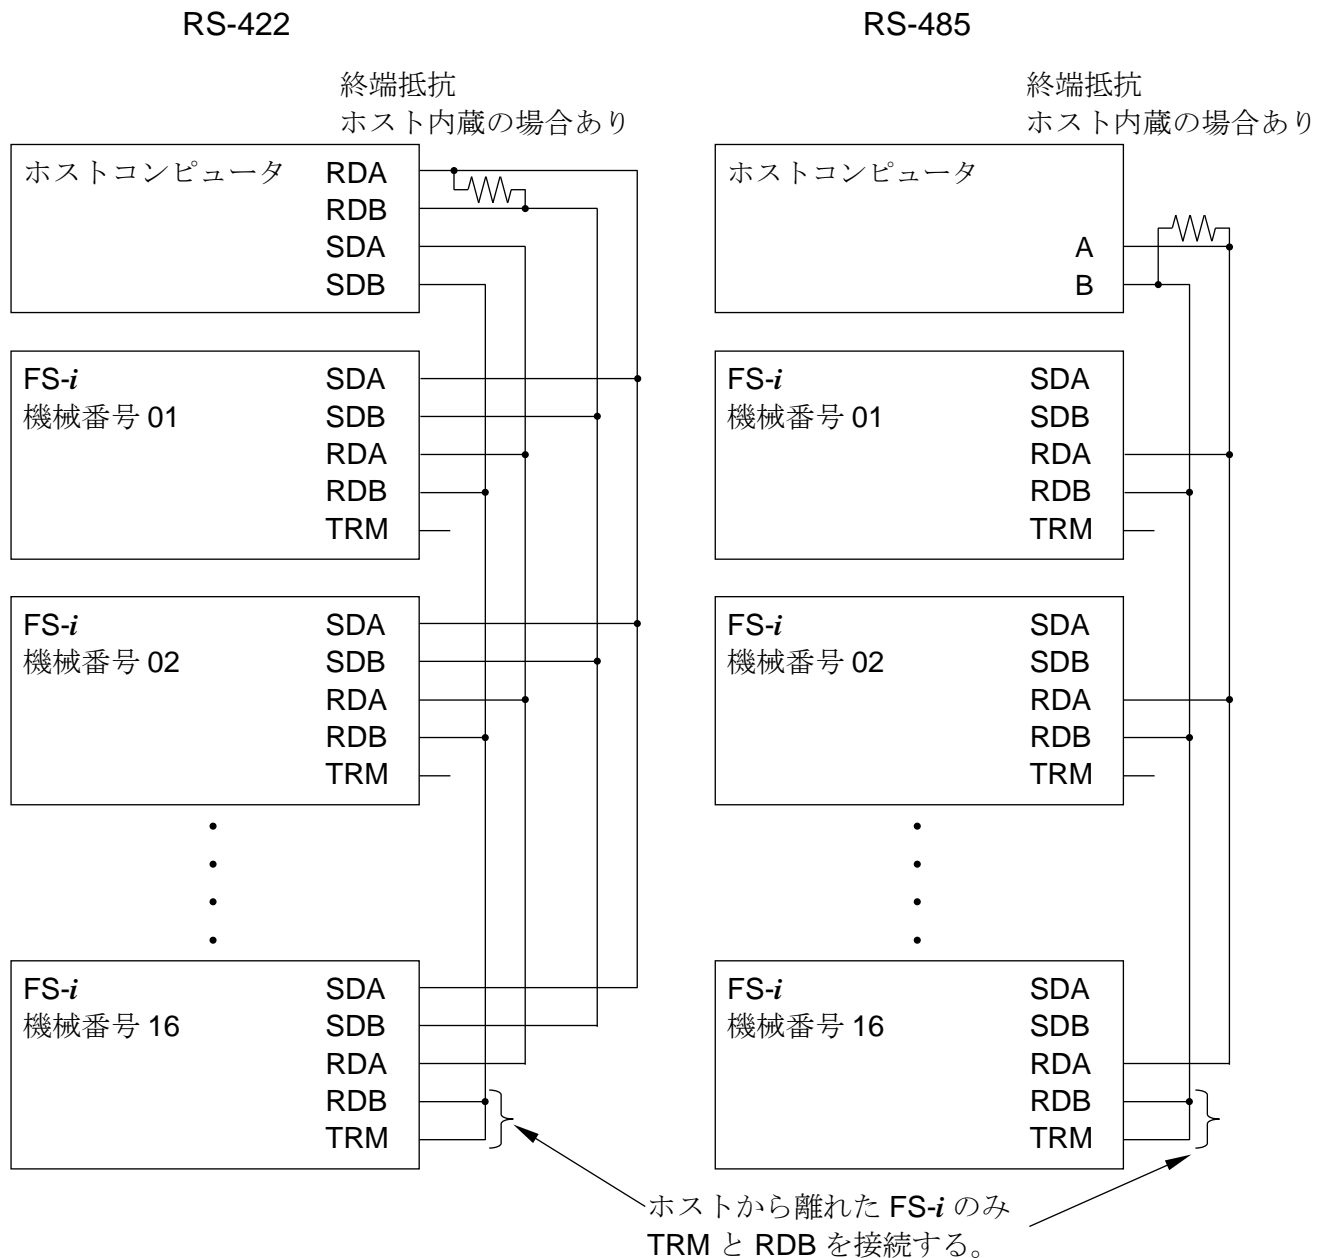 RS-422
終端抵抗
ホスト内蔵の場合あり
ホストコンピュータ
RDA
RDB
SDA
SDB
FS-i
機械番号 01
SDA
SDB
RDA
RDB
TRM
FS-i
機械番号 02
SDA
SDB
RDA
RDB
TRM
FS-i
機械番号 16
SDA
SDB
RDA
RDB
TRM
RS-485
終端抵抗
ホスト内蔵の場合あり
ホストコンピュータ
A
B
FS-i
機械番号 01
SDA
SDB
RDA
RDB
TRM
FS-i
機械番号 02
SDA
SDB
RDA
RDB
TRM
FS-i
機械番号 16
SDA
SDB
RDA
RDB
TRM
ホストから離れた FS-i のみ
TRM と RDB を接続する。